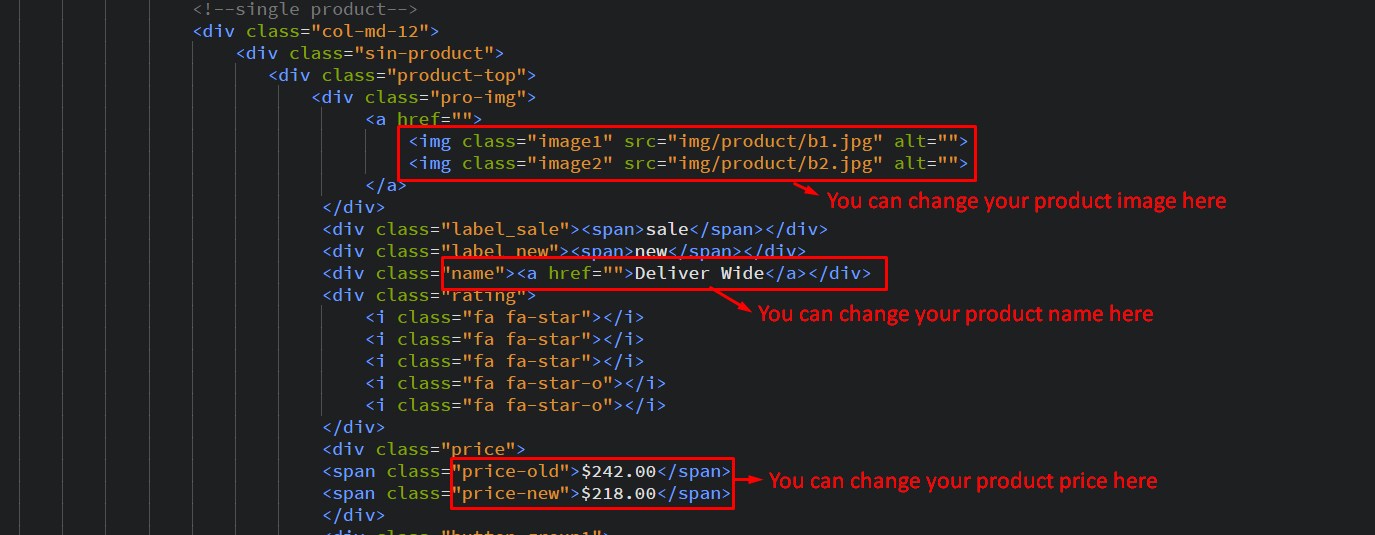 <!--single product-->
<div class="col-md-12">
<div class="sin-product">
<div class="product-top">
<div class="pro-img">
<a href="">
<img class="image1" src="img/product/b1.jpg" alt="">
<img class="image2" src="img/product/b2.jpg" alt="">
</a>
You can change your product image here
</div>
<div class="label_sale"><span>sale</span></div>
<div class="label_new"><span>new</span></div>
<div class="name"><a href="">Deliver Wide</a></div>
<div class="rating">
<i class="fa fa-star"></i>
You can change your product name here
<i class="fa fa-star"></i>
<i class="fa fa-star"></i>
<i class="fa fa-star-o"></i>
<i class="fa fa-star-o"></i>
</div>
<div class="price">
<span class="price-old">$242.00</span>
You can change your product price here
<span class="price-new">$218.00</span>
</div>
<div class="button-group1">